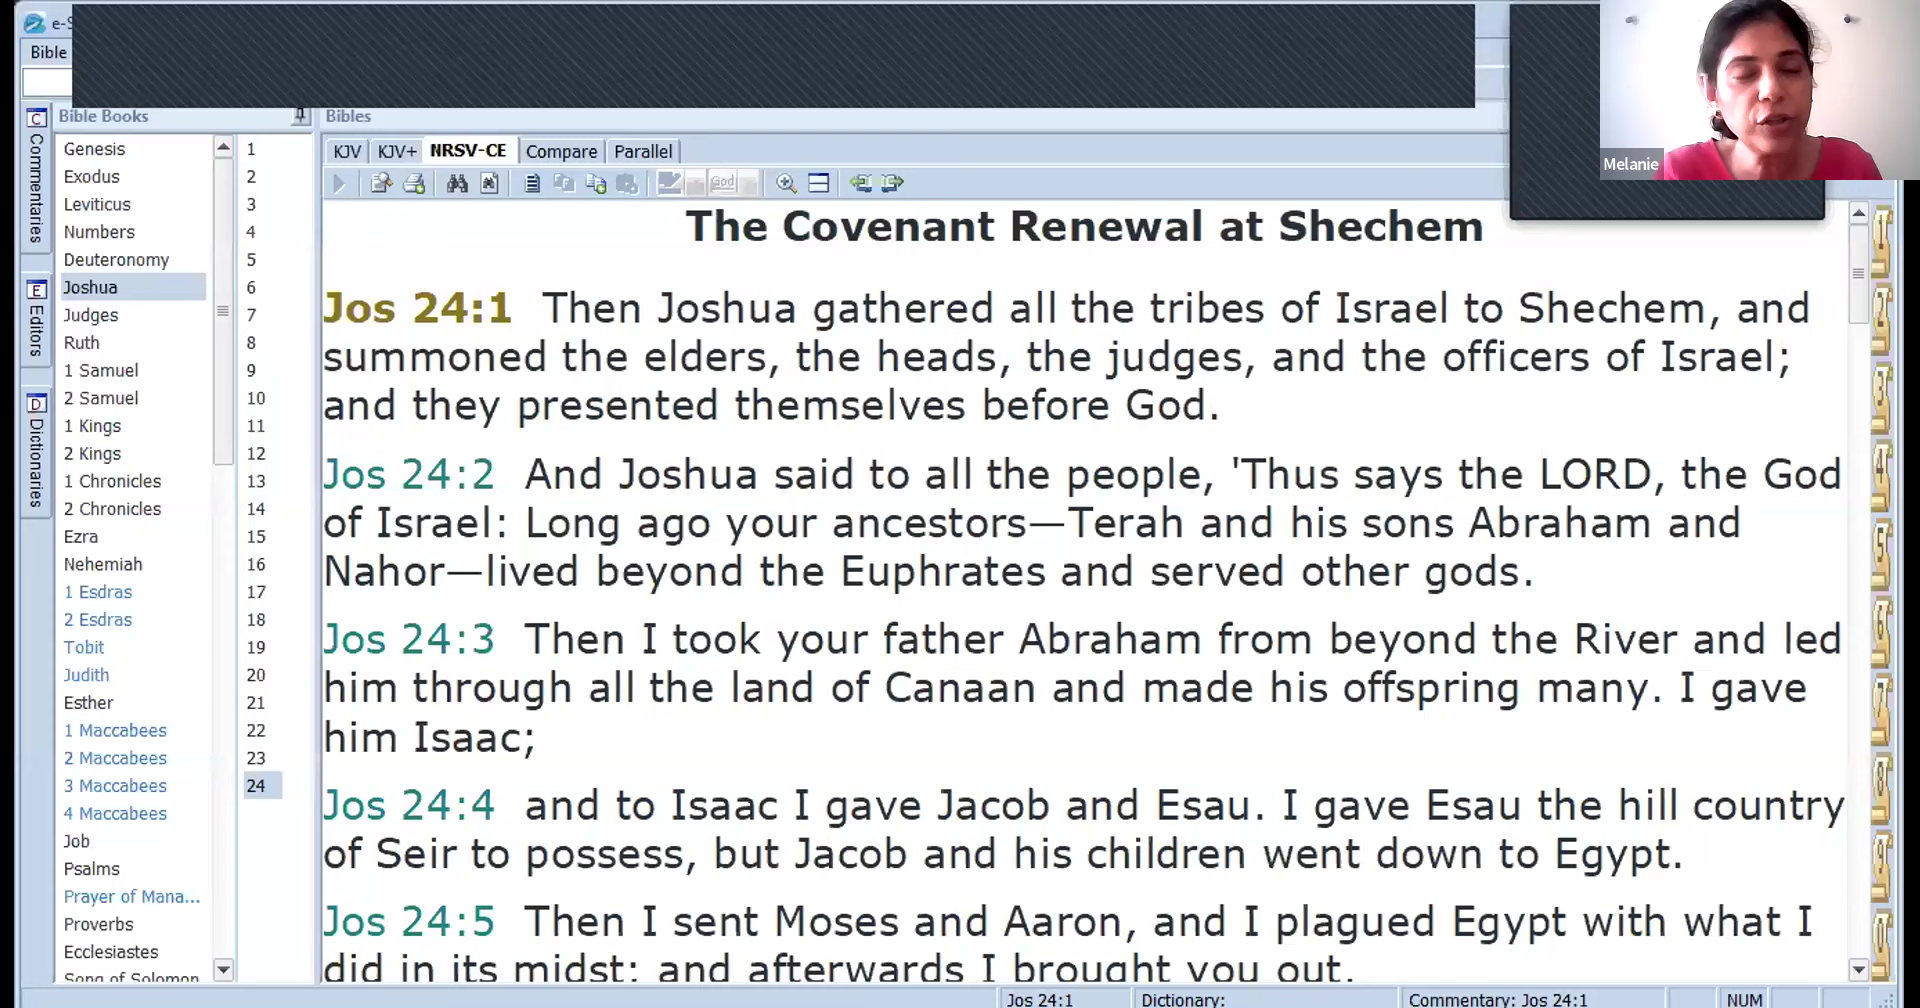 e-S
Bible
Commentaries
Editors
Dictionaries
Bible Books
Genesis
Exodus
Leviticus
Numbers
Deuteronomy
Joshua
Judges
Ruth
1 Samuel
2 Samuel
1 Kings
2 Kings
1 Chronicles
2 Chronicles
Ezra
Nehemiah
1 Esdras
2 Esdras
Tobit
Judith
Esther
1 Maccabees
2 Maccabees
3 Maccabees
4 Maccabees
Job
Psalms
Prayer of Mana...
Proverbs
Ecclesiastes
Song of Solomon
1
2
3
4
5
6
7
8
9
10
11
12
13
14
15
16
17
18
19
20
21
22
23
24
Bibles
KJV KJV+ NRSV-CE Compare Parallel
God
Melanie
The Covenant Renewal at Shechem
Jos 24:1 Then Joshua gathered all the tribes of Israel to Shechem, and
summoned the elders, the heads, the judges, and the officers of Israel;
and they presented themselves before God.
Jos 24:2 And Joshua said to all the people, 'Thus says the LORD, the God
of Israel: Long ago your ancestors—Terah and his sons Abraham and
Nahor—lived beyond the Euphrates and served other gods.
Jos 24:3 Then I took your father Abraham from beyond the River and led
him through all the land of Canaan and made his offspring many. I gave
him Isaac;
Jos 24:4 and to Isaac I gave Jacob and Esau. I gave Esau the hill country
of Seir to possess, but Jacob and his children went down to Egypt.
Jos 24:5 Then I sent Moses and Aaron, and I plagued Egypt with what I
did in its midst; and afterwards I brought you out.
Jos 24:1 Dictionary: Commentary: Jos 24:1 NUM